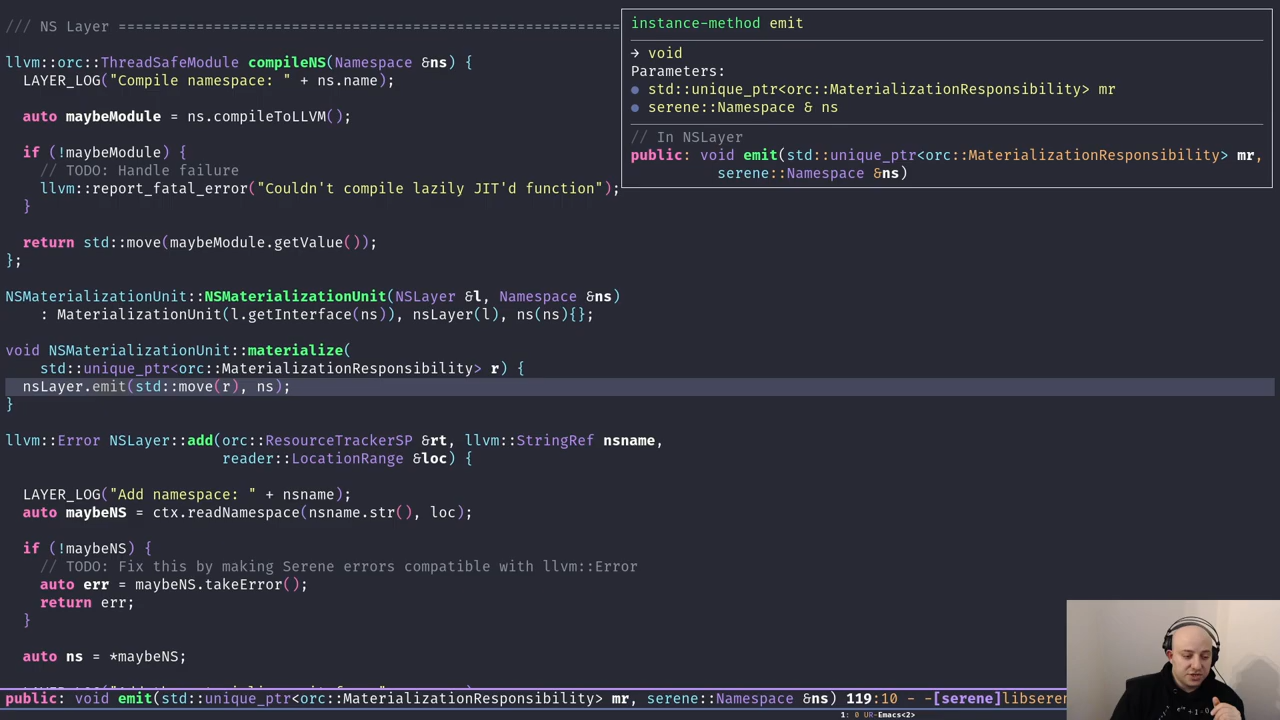 /// NS Layer ==========================================================
llvm::orc::ThreadSafeModule compileNS(Namespace &ns) {
  LAYER_LOG("Compile namespace: " + ns.name);
  auto maybeModule = ns.compileToLLVM();
  if (!maybeModule) {
    // TODO: Handle failure
    llvm::report_fatal_error("Couldn't compile lazily JIT'd function");
  }
  return std::move(maybeModule.getValue());
};
NSMaterializationUnit::NSMaterializationUnit(NSLayer &l, Namespace &ns)
    : MaterializationUnit(l.getInterface(ns)), nsLayer(l), ns(ns){};
void NSMaterializationUnit::materialize(
    std::unique_ptr<orc::MaterializationResponsibility> r) {
  nsLayer.emit(std::move(r), ns);
}
llvm::Error NSLayer::add(orc::ResourceTrackerSP &rt, llvm::StringRef nsname,
                         reader::LocationRange &loc) {
  LAYER_LOG("Add namespace: " + nsname);
  auto maybeNS = ctx.readNamespace(nsname.str(), loc);
  if (!maybeNS) {
    // TODO: Fix this by making Serene errors compatible with llvm::Error
    auto err = maybeNS.takeError();
    return err;
  }
  auto ns = *maybeNS;
instance-method emit
→ void
Parameters:
● std::unique_ptr<orc::MaterializationResponsibility> mr
● serene::Namespace & ns
// In NSLayer
public: void emit(std::unique_ptr<orc::MaterializationResponsibility> mr,
          serene::Namespace &ns)
public: void emit(std::unique_ptr<orc::MaterializationResponsibility> mr, serene::Namespace &ns) 119:10 - -[serene]libseren
1: 0 UR-Emacs<2>